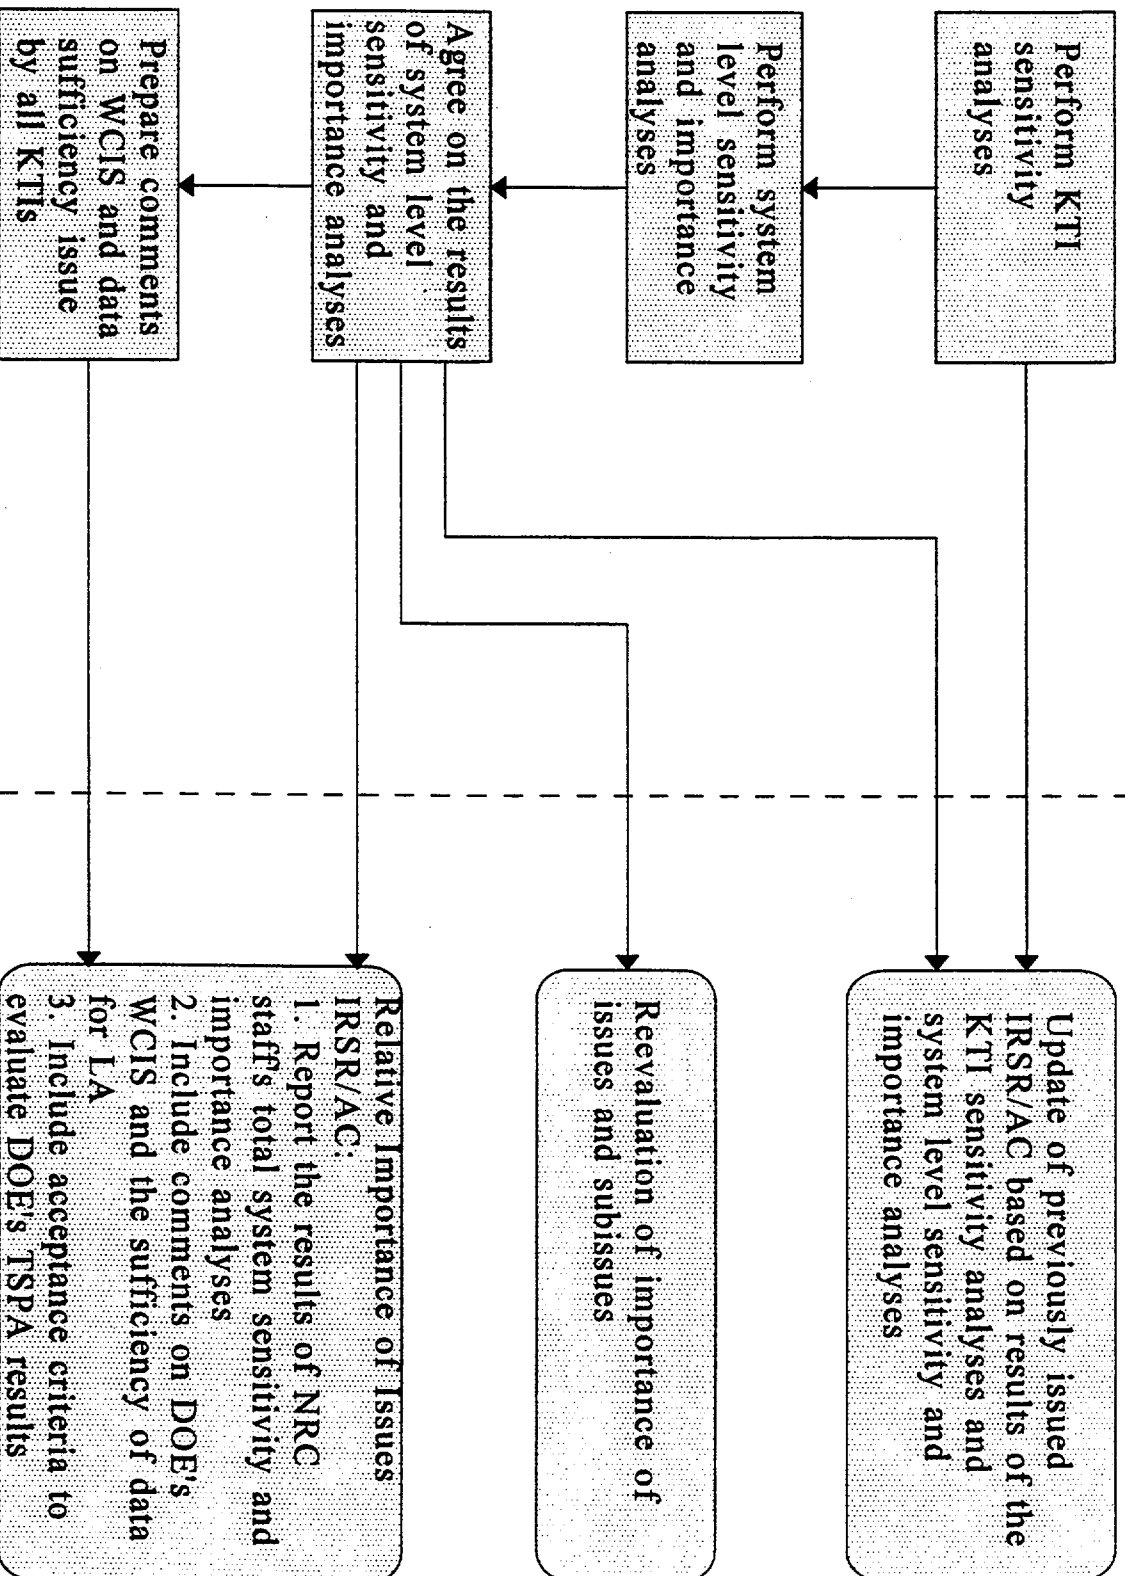 Perform KTI
sensitivity
analyses
Perform system
level sensitivity
and importance
analyses
Agree on the results
of system level
sensitivity and
importance analyses
Prepare comments
on WCIS and data
sufficiency issue
by all KTIs
Update of previously issued
IRSR/AC based on results of the
KTI sensitivity analyses and
system level sensitivity and
importance analyses
Reevaluation of importance of
issues and subissues
Relative Importance of Issues
IRSR/AC:
1. Report the results of NRC
staff's total system sensitivity and
importance analyses
2. Include comments on DOE's
WCIS and the sufficiency of data
for LA
3. Include acceptance criteria to
evaluate DOE's TSPA results